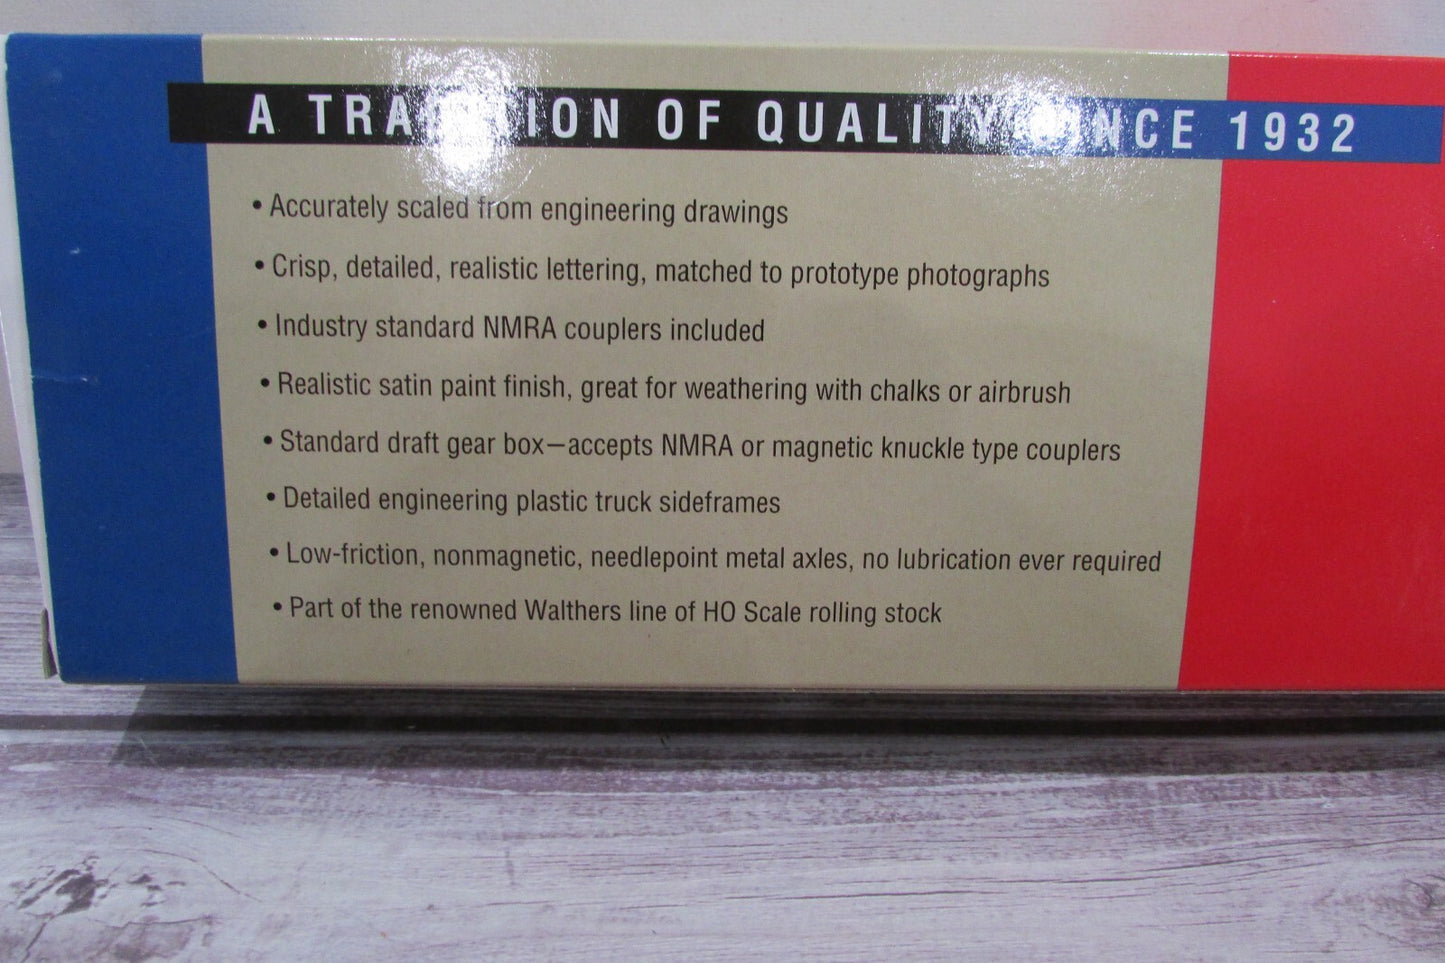 A TRADITION OF QUALITY SINCE 1932
• Accurately scaled from engineering drawings
• Crisp, detailed, realistic lettering, matched to prototype photographs
• Industry standard NMRA couplers included
• Realistic satin paint finish, great for weathering with chalks or airbrush
• Standard draft gear box—accepts NMRA or magnetic knuckle type couplers
• Detailed engineering plastic truck sideframes
• Low-friction, nonmagnetic, needlepoint metal axles, no lubrication ever required
• Part of the renowned Walthers line of HO Scale rolling stock